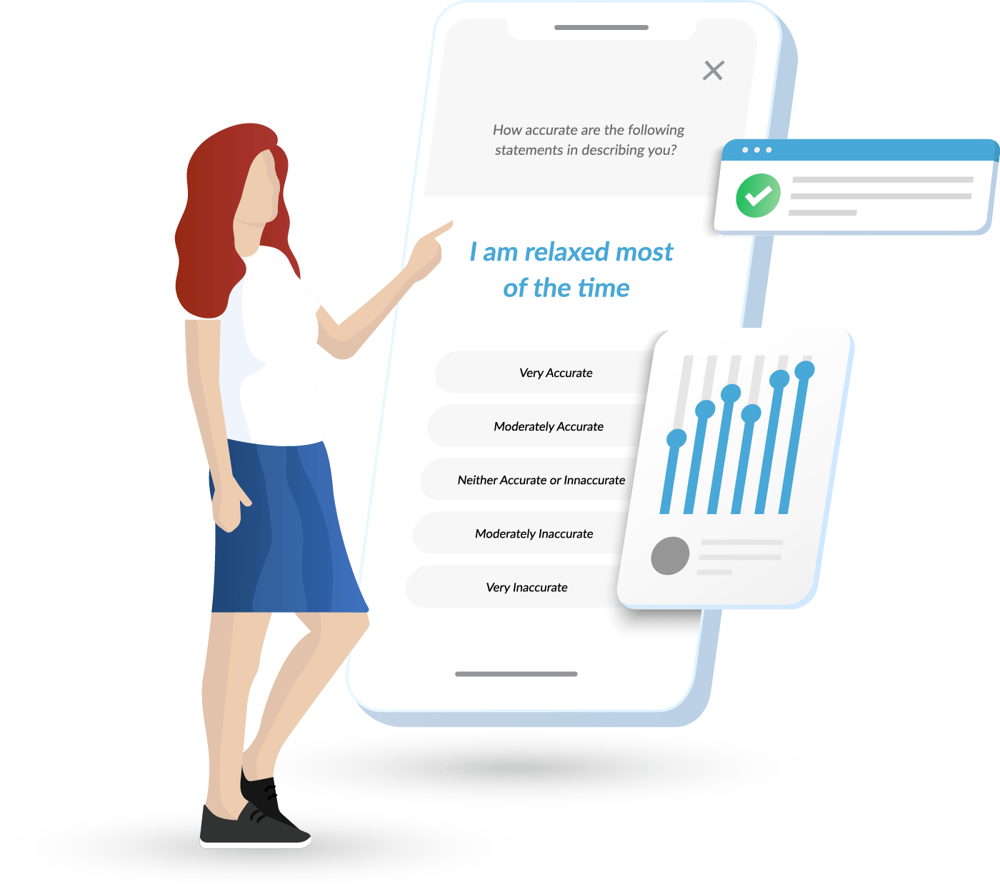 How accurate are the following
statements in describing you?
I am relaxed most
of the time
Very Accurate
Moderately Accurate
Neither Accurate or Innaccurate
Moderately Inaccurate
Very Inaccurate